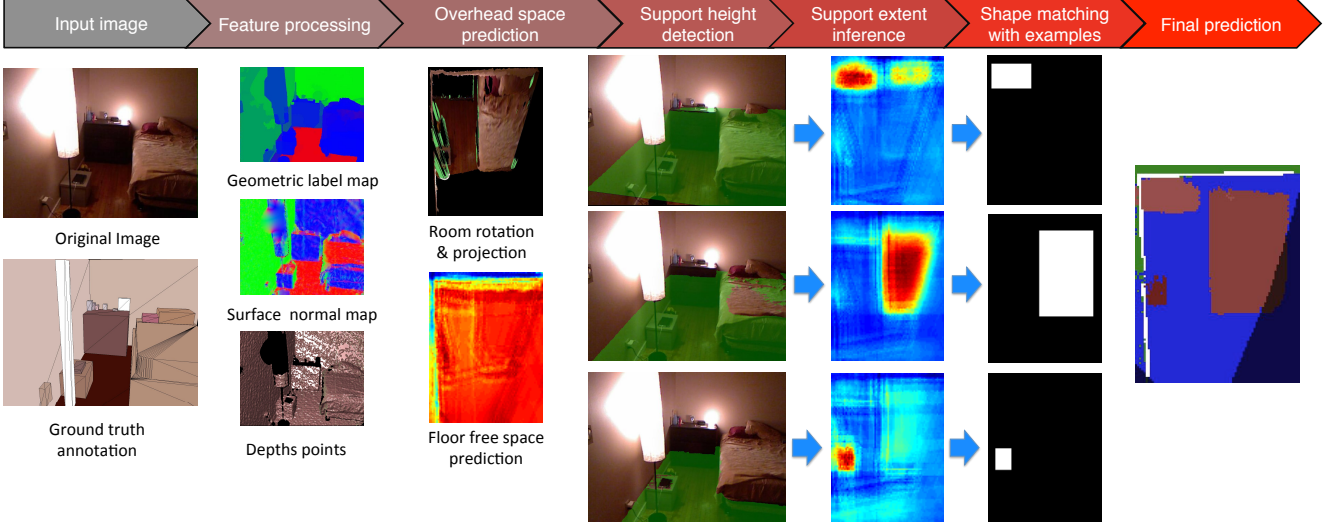 Input image
Feature processing
Overhead space
prediction
Support height
detection
Support extent
inference
Shape matching
with examples
Final prediction
Original Image
Ground truth
annotation
Geometric label map
Surface normal map
Depths points
Room rotation
& projection
Floor free space
prediction